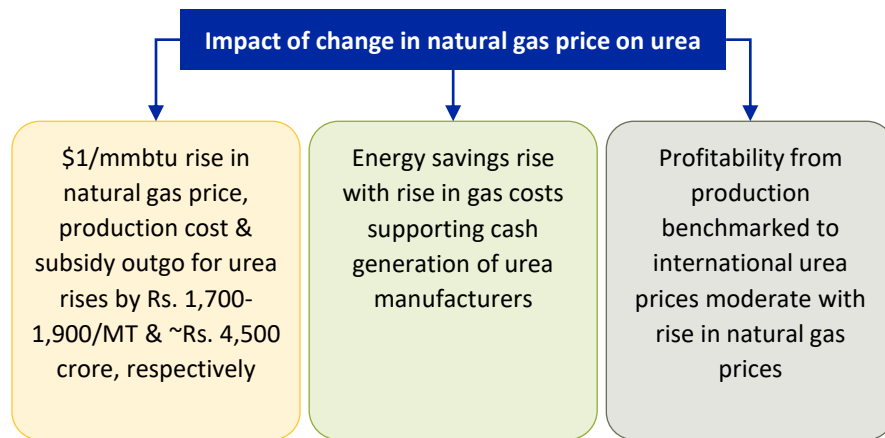 Impact of change in natural gas price on urea
$1/mmbtu rise in
natural gas price,
production cost &
subsidy outgo for urea
rises by Rs. 1,700-
1,900/MT & ~Rs. 4,500
crore, respectively
Energy savings rise
with rise in gas costs
supporting cash
generation of urea
manufacturers
Profitability from
production
benchmarked to
international urea
prices moderate with
rise in natural gas
prices